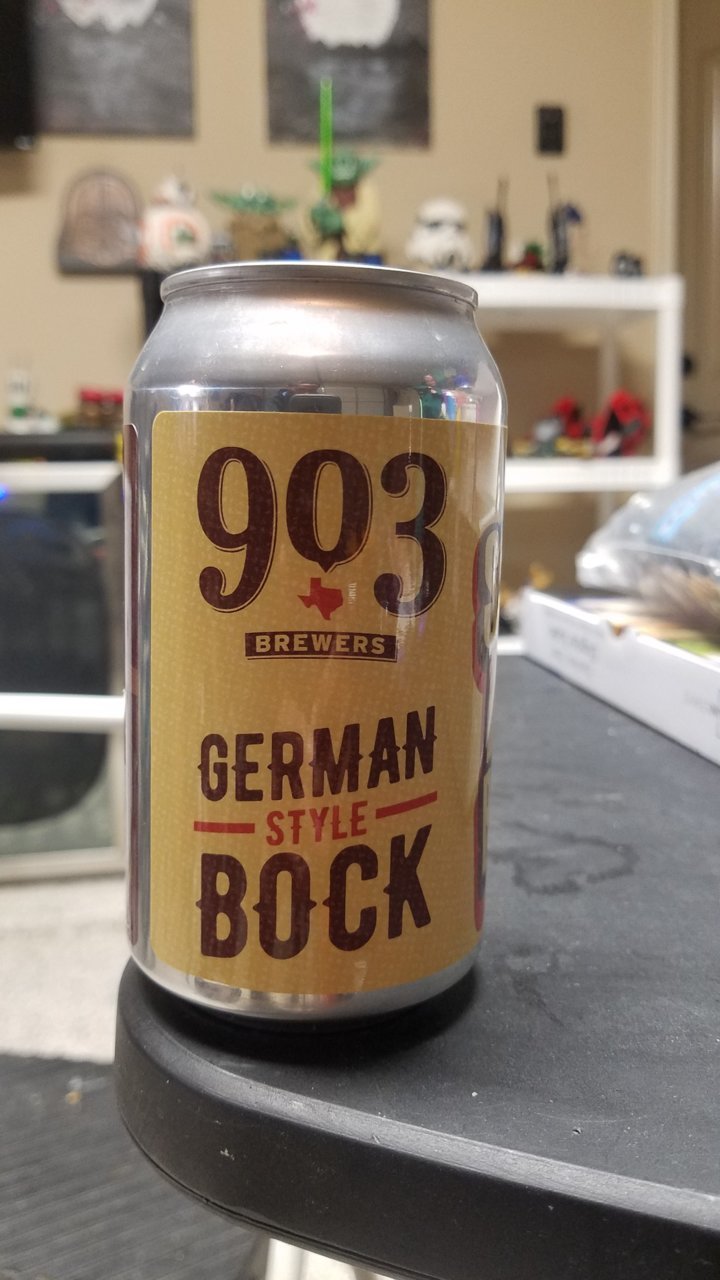 903
BREWERS
GERMAN
STYLE
BOCK